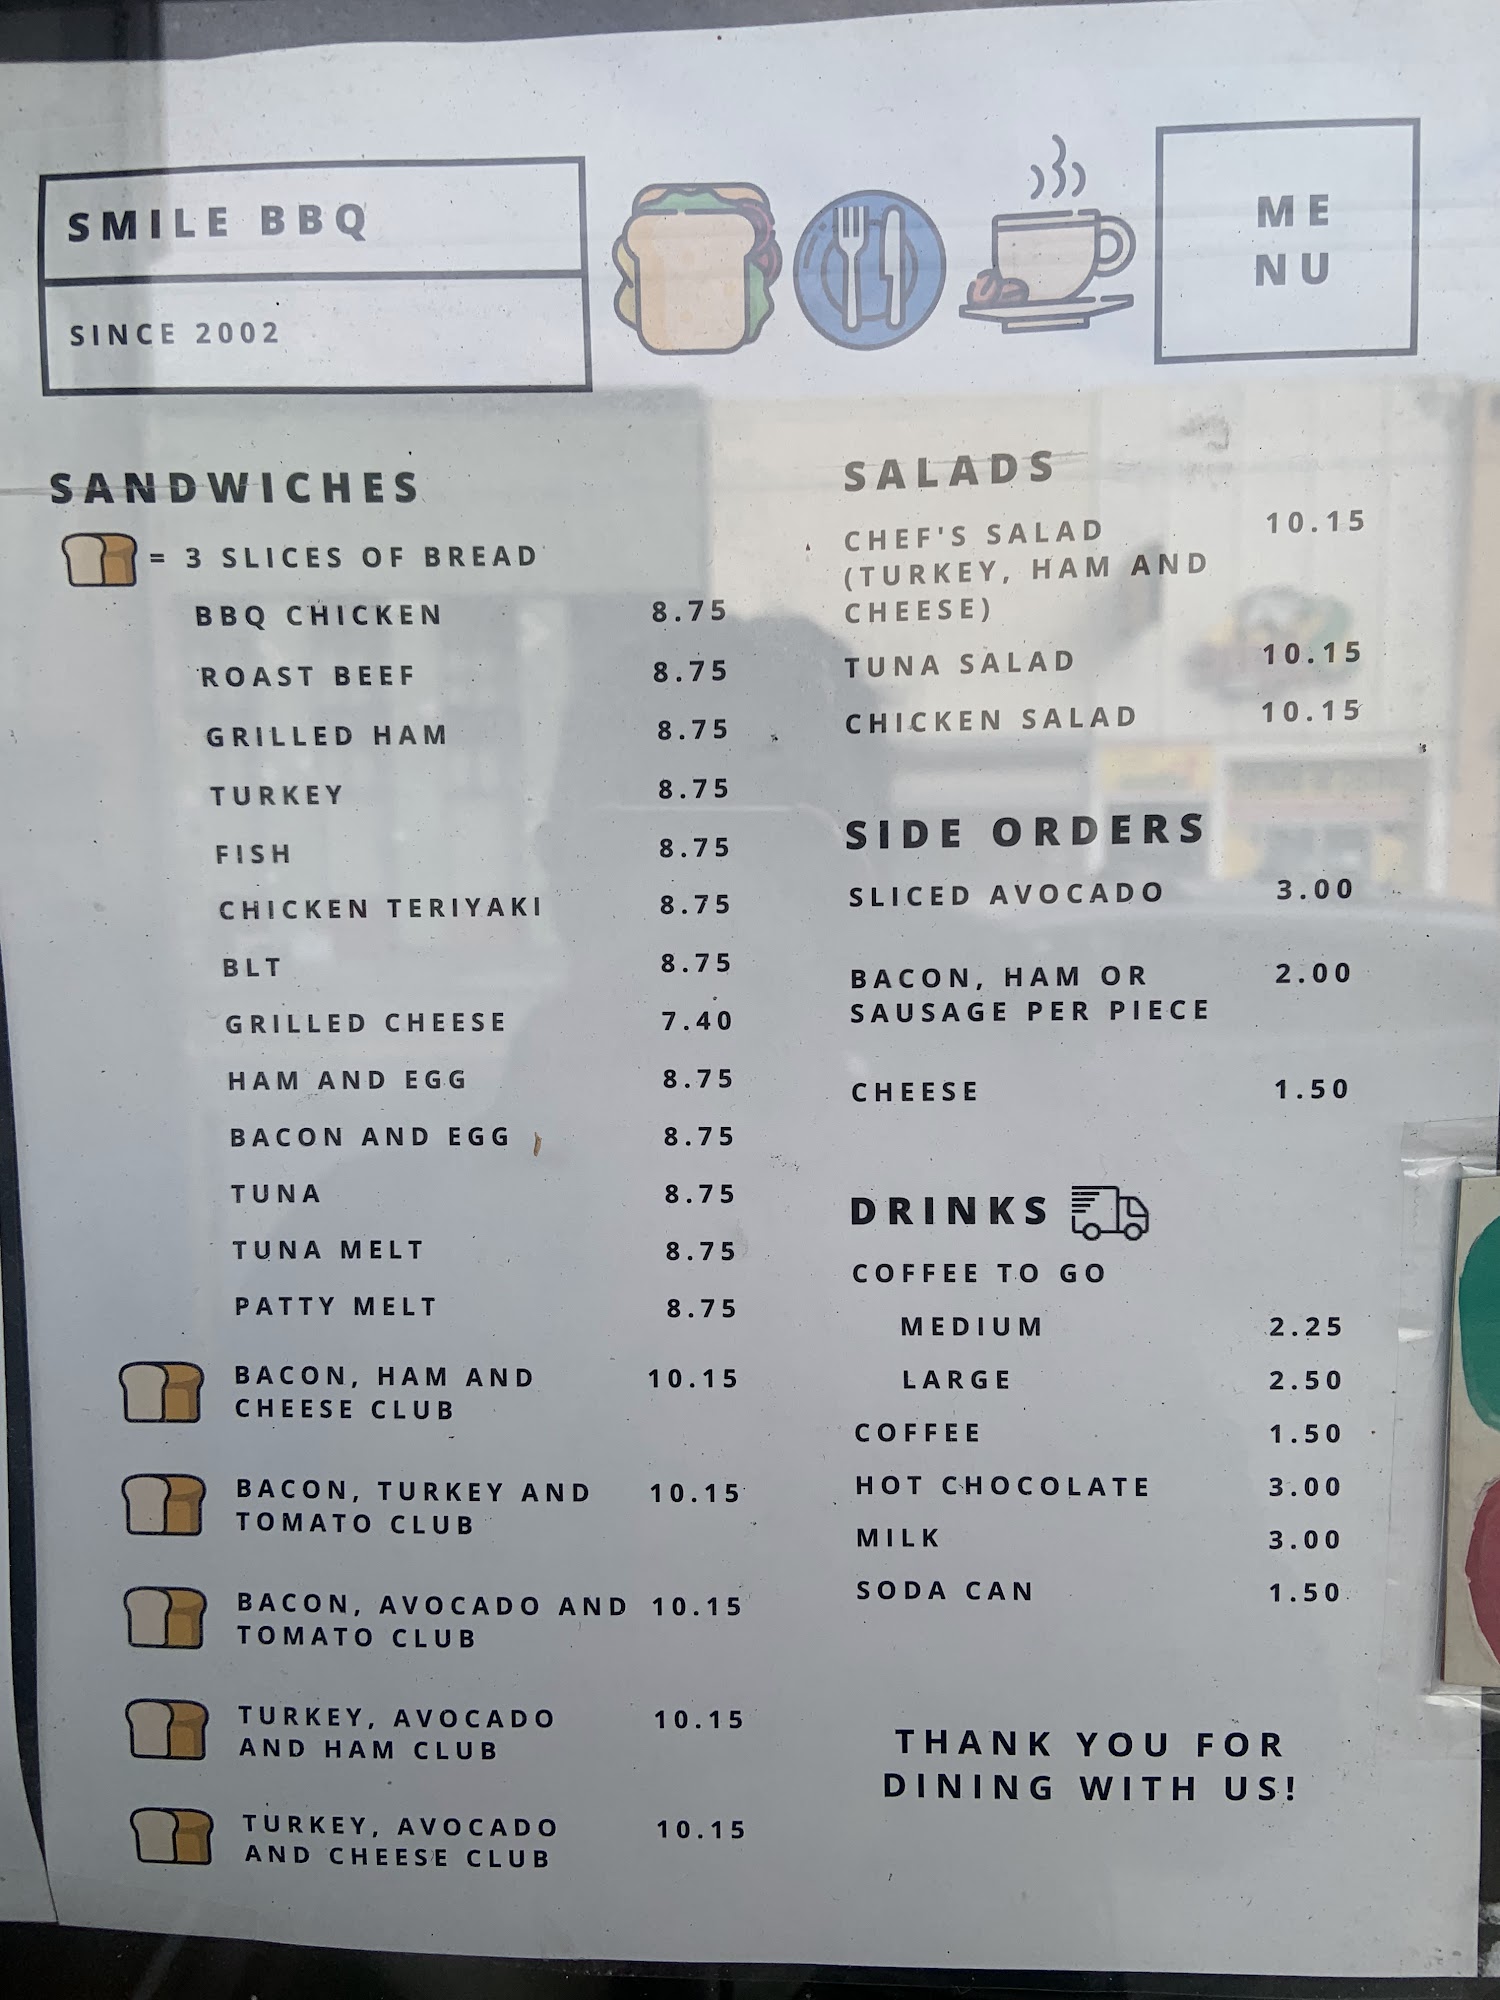 SMILE BBQ
SINCE 2002
ME
NU
SANDWICHES
= 3 SLICES OF BREAD
BBQ CHICKEN 8.75
ROAST BEEF 8.75
GRILLED HAM 8.75
TURKEY 8.75
FISH 8.75
CHICKEN TERIYAKI 8.75
BLT 8.75
GRILLED CHEESE 7.40
HAM AND EGG 8.75
BACON AND EGG 8.75
TUNA 8.75
TUNA MELT 8.75
PATTY MELT 8.75
BACON, HAM AND 10.15
CHEESE CLUB
BACON, TURKEY AND 10.15
TOMATO CLUB
BACON, AVOCADO AND 10.15
TOMATO CLUB
TURKEY, AVOCADO 10.15
AND HAM CLUB
TURKEY, AVOCADO 10.15
AND CHEESE CLUB
SALADS
CHEF'S SALAD 10.15
(TURKEY, HAM AND
CHEESE)
TUNA SALAD 10.15
CHICKEN SALAD 10.15
SIDE ORDERS
SLICED AVOCADO 3.00
BACON, HAM OR 2.00
SAUSAGE PER PIECE
CHEESE 1.50
DRINKS
COFFEE TO GO
MEDIUM 2.25
LARGE 2.50
COFFEE 1.50
HOT CHOCOLATE 3.00
MILK 3.00
SODA CAN 1.50
THANK YOU FOR
DINING WITH US!